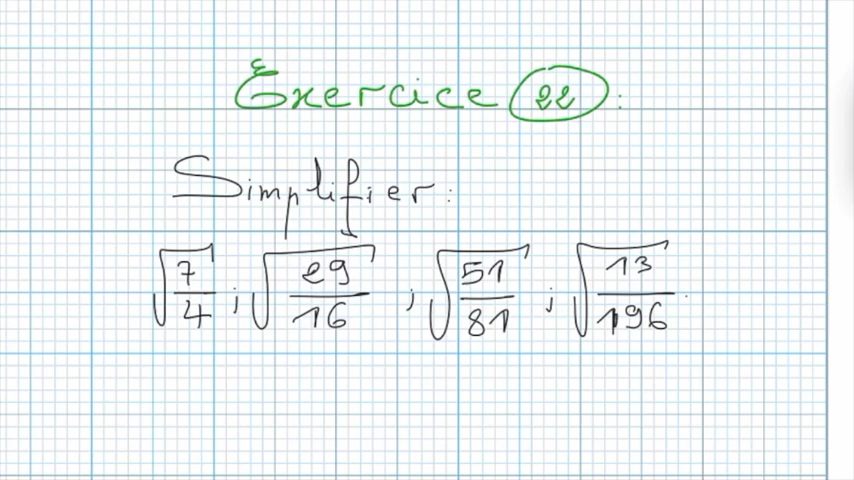 Exercice 22 :
Simplifier :
√(7/4) ; √(29/16) ; √(51/81) ; √(13/196) .